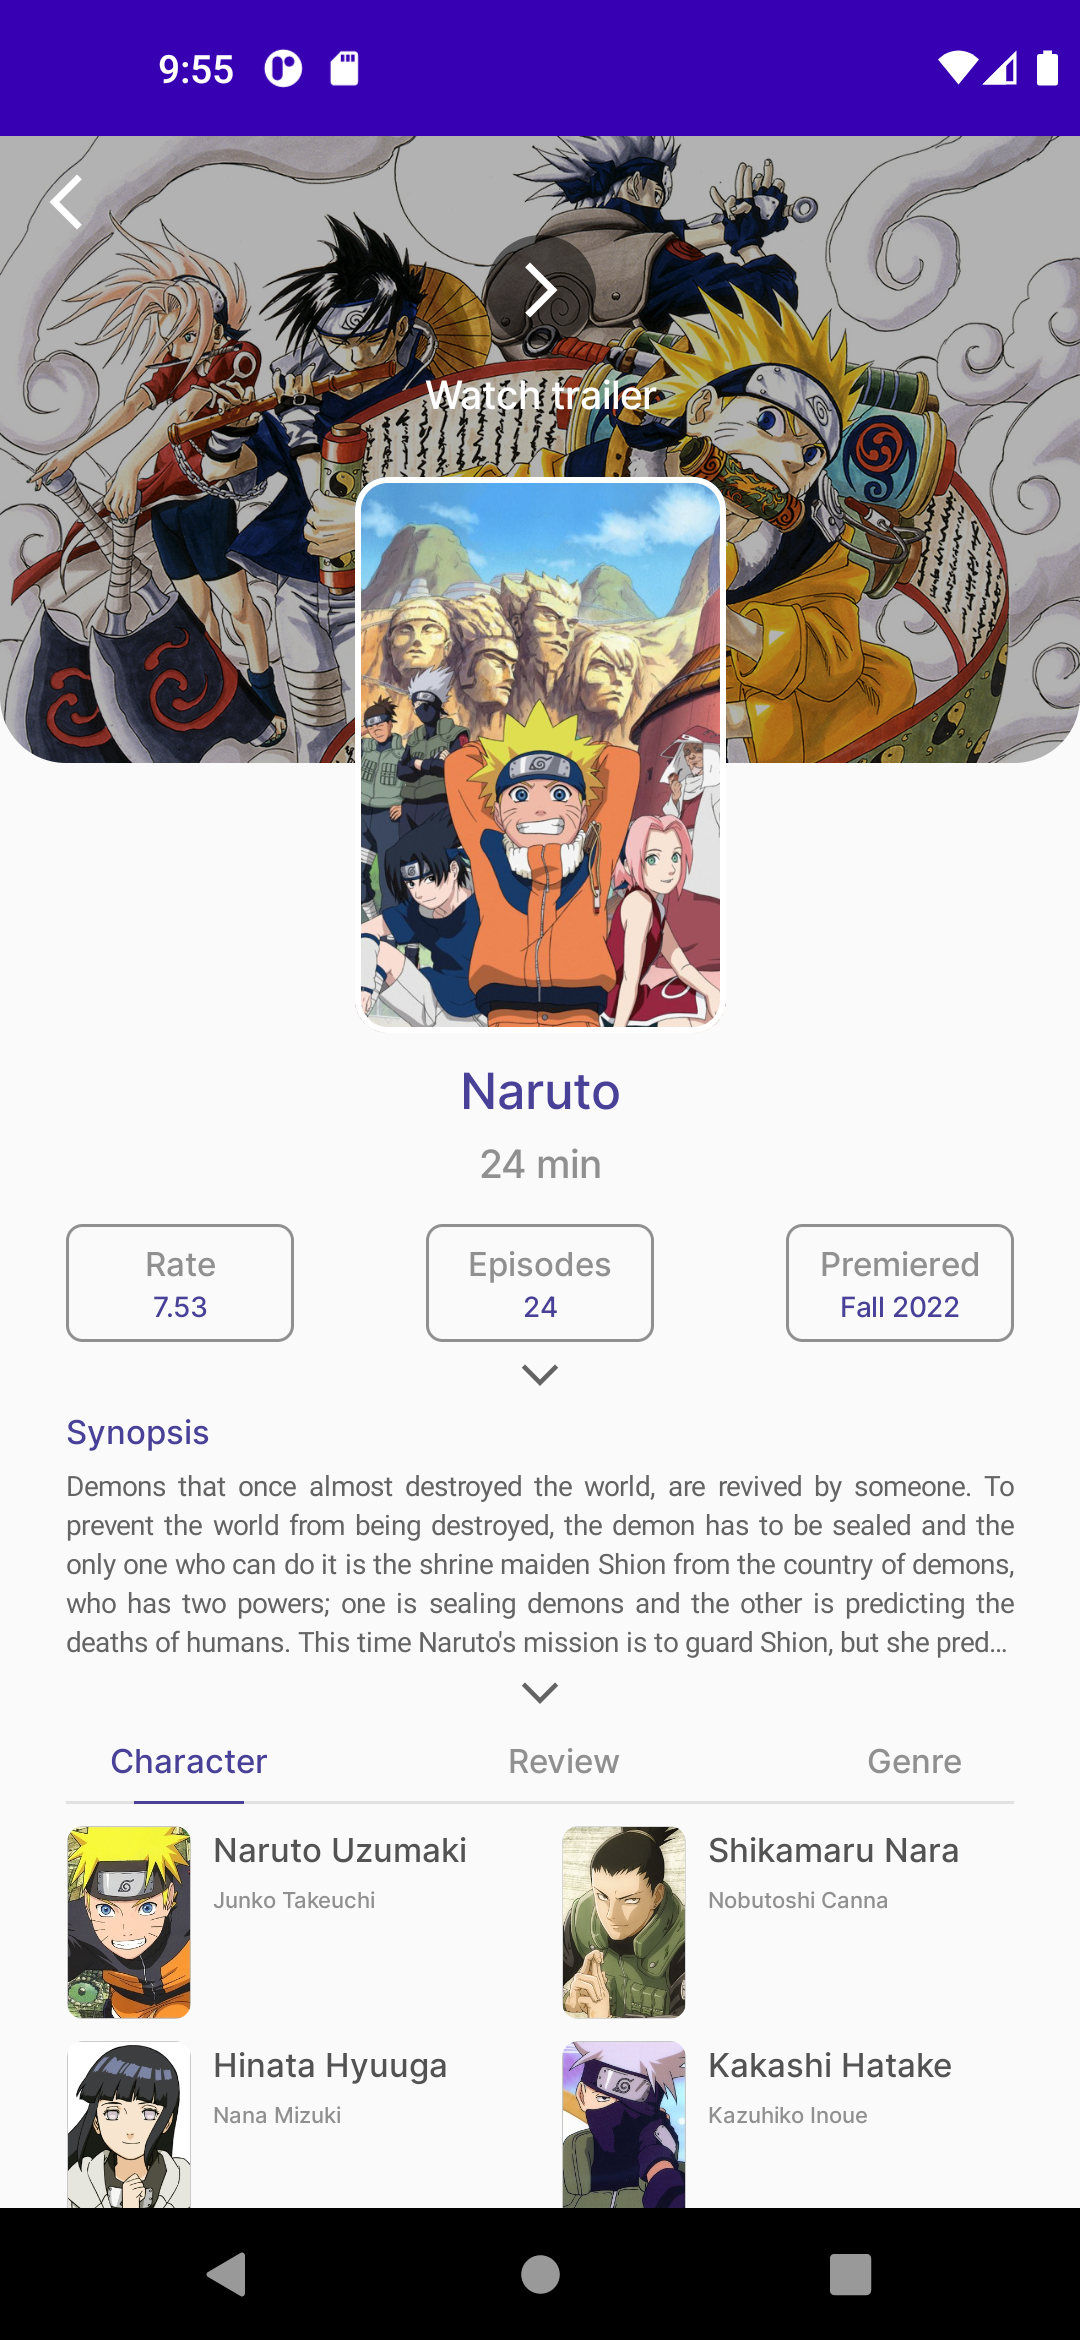 9:55
Watch trailer
Naruto
24 min
Rate
7.53
Episodes
24
Premiered
Fall 2022
Synopsis
Demons that once almost destroyed the world, are revived by someone. To
prevent the world from being destroyed, the demon has to be sealed and the
only one who can do it is the shrine maiden Shion from the country of demons,
who has two powers; one is sealing demons and the other is predicting the
deaths of humans. This time Naruto's mission is to guard Shion, but she pred...
Character
Review
Genre
Naruto Uzumaki
Junko Takeuchi
Shikamaru Nara
Nobutoshi Canna
Hinata Hyuuga
Nana Mizuki
Kakashi Hatake
Kazuhiko Inoue